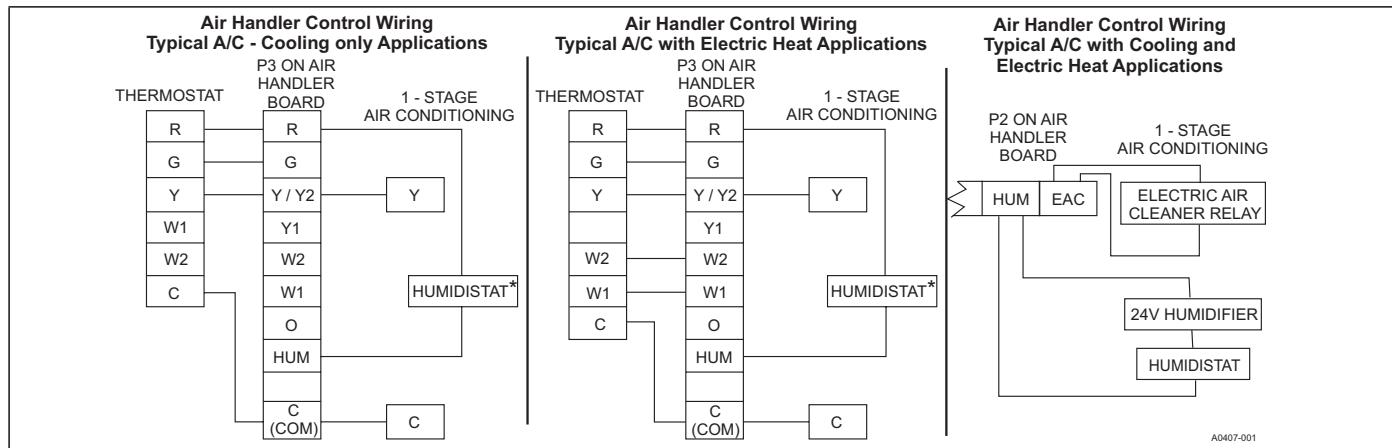 Air Handler Control Wiring
Typical A/C - Cooling only Applications
P3 ON AIR
HANDLER
BOARD
THERMOSTAT
1 - STAGE
AIR CONDITIONING
R
G
Y
W1
W2
C
R
G
Y / Y2
Y1
W2
W1
O
HUM
C
(COM)
Y
HUMIDISTAT*
C
Air Handler Control Wiring
Typical A/C with Electric Heat Applications
P3 ON AIR
HANDLER
BOARD
THERMOSTAT
1 - STAGE
AIR CONDITIONING
R
G
Y
W2
W1
C
R
G
Y / Y2
Y1
W2
W1
O
HUM
C
(COM)
Y
HUMIDISTAT*
C
Air Handler Control Wiring
Typical A/C with Cooling and
Electric Heat Applications
P2 ON AIR
HANDLER
BOARD
1 - STAGE
AIR CONDITIONING
HUM
EAC
ELECTRIC AIR
CLEANER RELAY
24V HUMIDIFIER
HUMIDISTAT
A0407-001